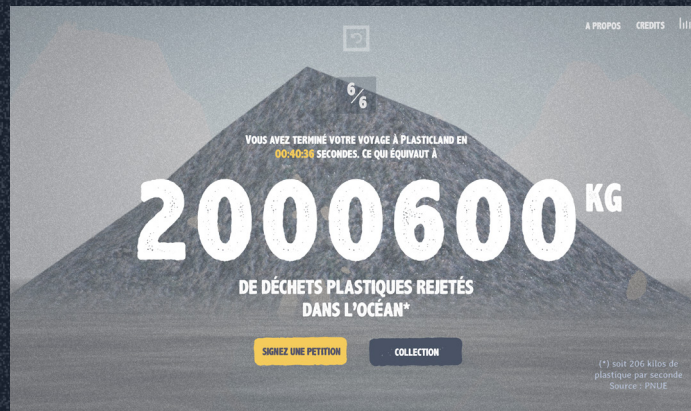 A PROPOS CREDITS
6/6
VOUS AVEZ TERMINÉ VOTRE VOYAGE À PLASTICLAND EN
00:40:36 SECONDES. CE QUI ÉQUIVAUT À
2000600 KG
DE DÉCHETS PLASTIQUES REJETÉS
DANS L'OCÉAN*
SIGNEZ UNE PETITION COLLECTION
(*) soit 206 kilos de
plastique par seconde
Source : PNUE